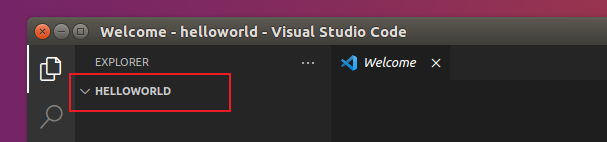 Welcome - helloworld - Visual Studio Code
EXPLORER ··· Welcome
HELLOWORLD